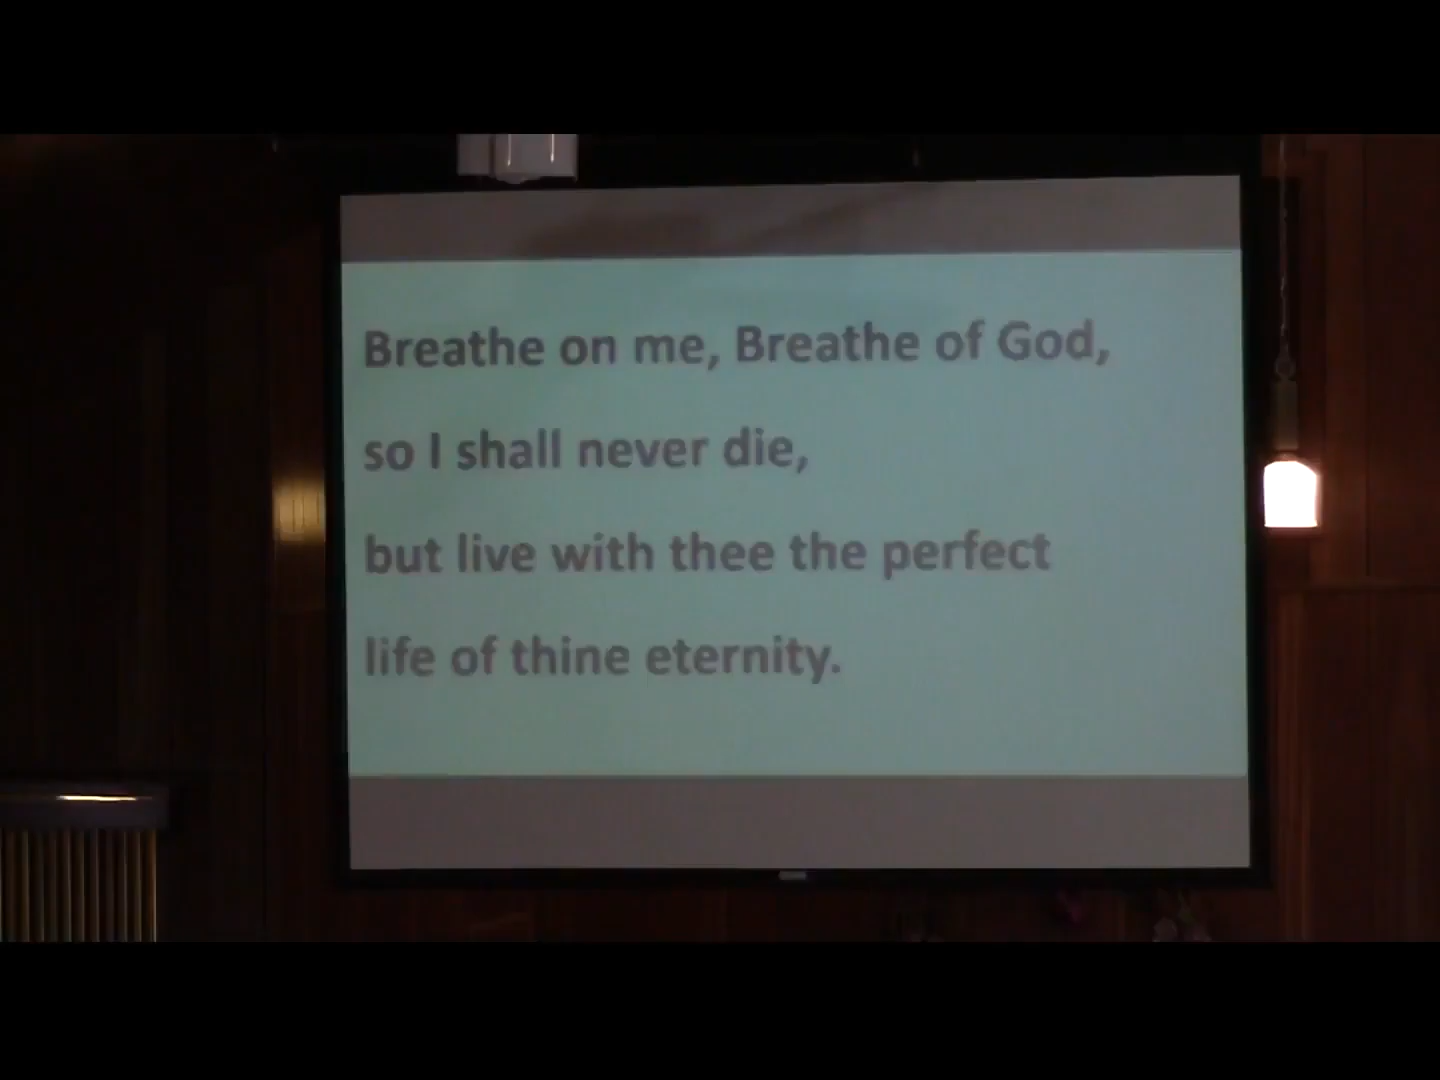 Breathe on me, Breathe of God,
so I shall never die,
but live with thee the perfect
life of thine eternity.